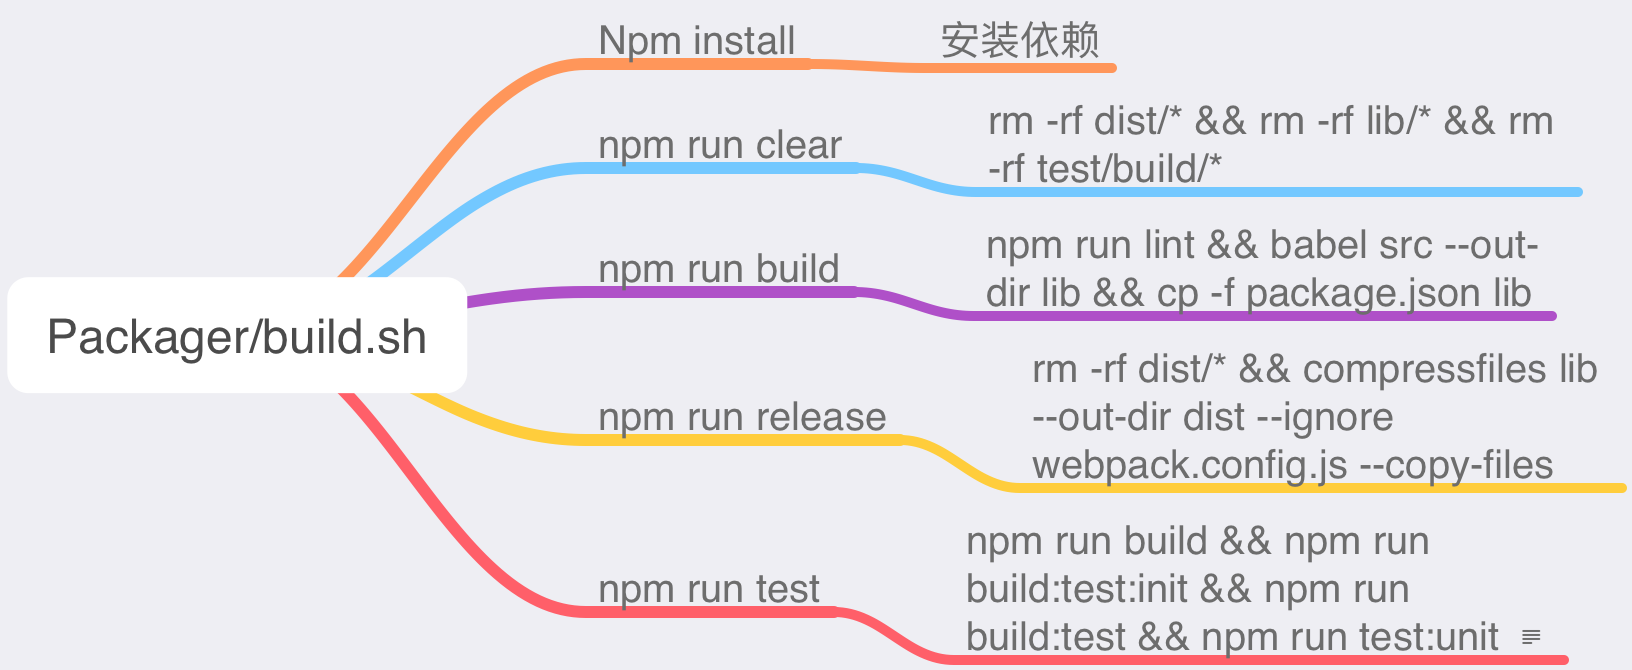 Npm install
安装依赖
npm run clear
rm -rf dist/* && rm -rf lib/* && rm
-rf test/build/*
npm run build
npm run lint && babel src --out-
dir lib && cp -f package.json lib
Packager/build.sh
npm run release
rm -rf dist/* && compressfiles lib
--out-dir dist --ignore
webpack.config.js --copy-files
npm run test
npm run build && npm run
build:test:init && npm run
build:test && npm run test:unit